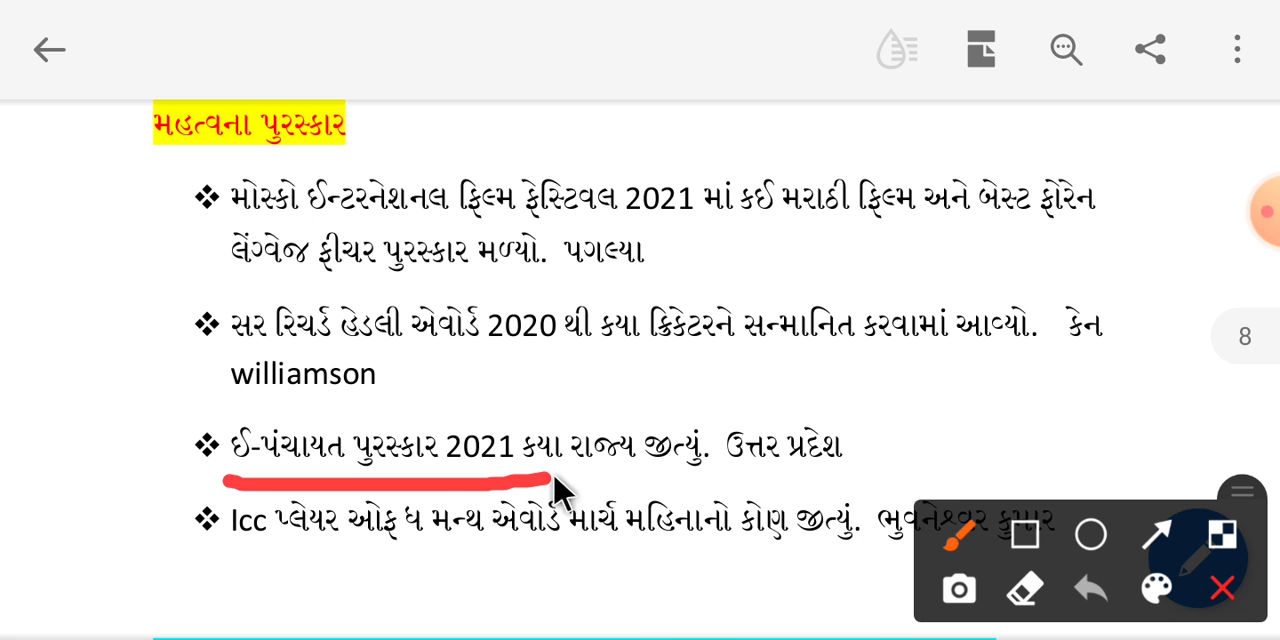 મહત્વના પુરસ્કાર
❖ મોસ્કો ઈન્ટરનેશનલ ફિલ્મ ફેસ્ટિવલ 2021 માં કઈ મરાઠી ફિલ્મ અને બેસ્ટ ફોરેન
લેંગ્વેજ ફીચર પુરસ્કાર મળ્યો. પગલ્યા
❖ સર રિચર્ડ હેડલી એવોર્ડ 2020 થી કયા ક્રિકેટરને સન્માનિત કરવામાં આવ્યો. કેન
williamson
8
❖ ઈ-પંચાયત પુરસ્કાર 2021 કયા રાજ્ય જીત્યું. ઉત્તર પ્રદેશ
❖ Icc પ્લેયર ઓફ ધ મન્થ એવોર્ડ માર્ચ મહિનાનો કોણ જીત્યું. ભુવનેશ્વર કુમાર